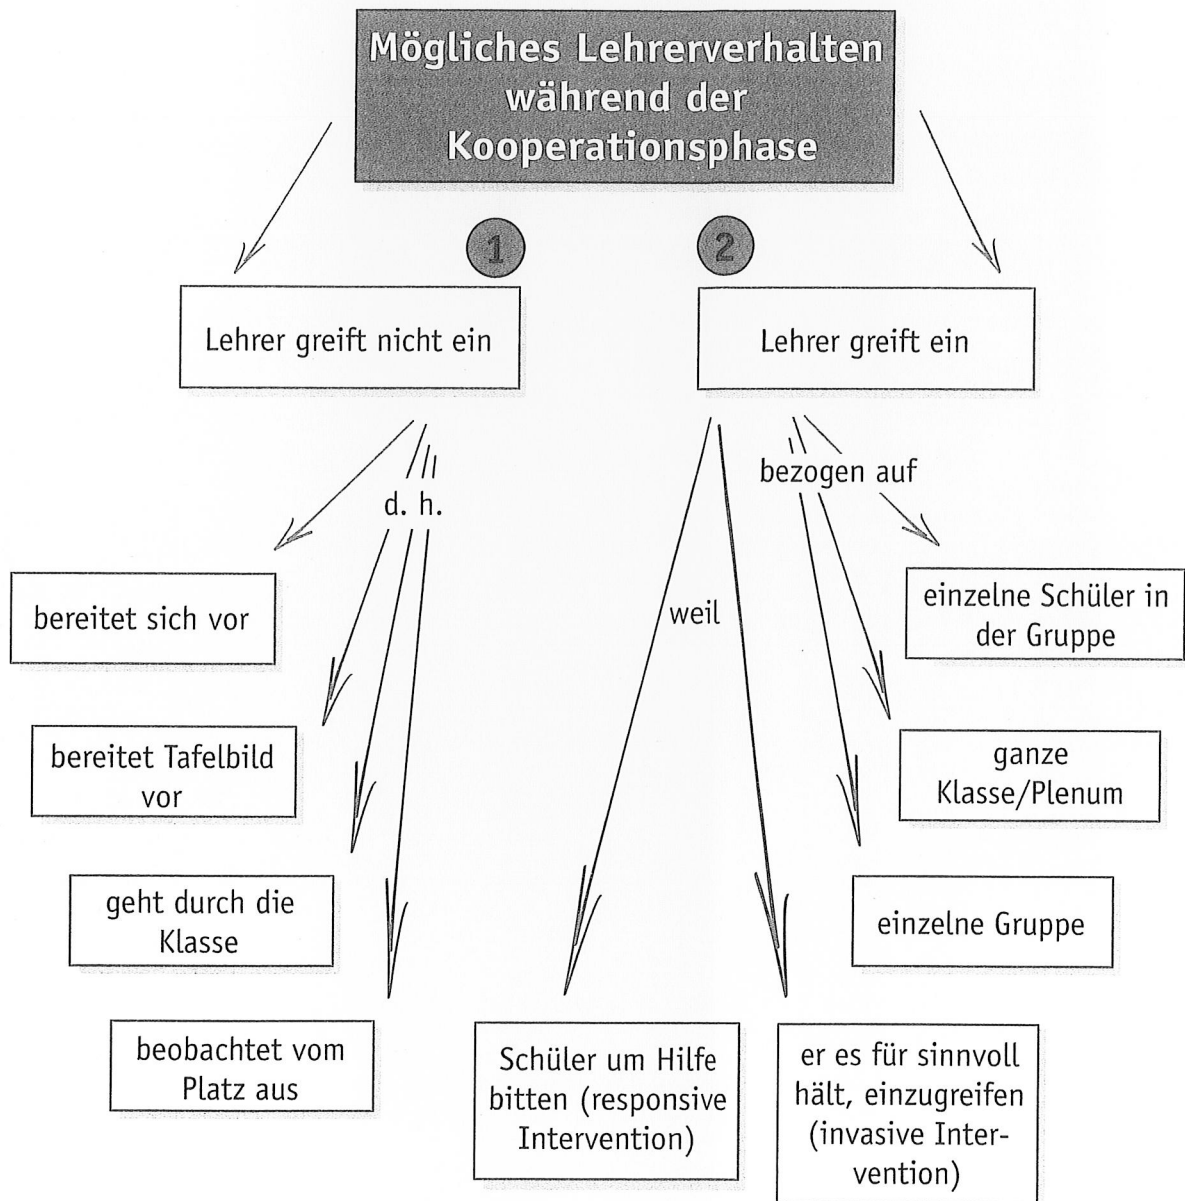 Mögliches Lehrerverhalten
während der
Kooperationsphase
1
2
Lehrer greift nicht ein
Lehrer greift ein
d. h.
bezogen auf
weil
bereitet sich vor
bereitet Tafelbild
vor
geht durch die
Klasse
beobachtet vom
Platz aus
Schüler um Hilfe
bitten (responsive
Intervention)
er es für sinnvoll
hält, einzugreifen
(invasive Inter-
vention)
einzelne Schüler in
der Gruppe
ganze
Klasse/Plenum
einzelne Gruppe